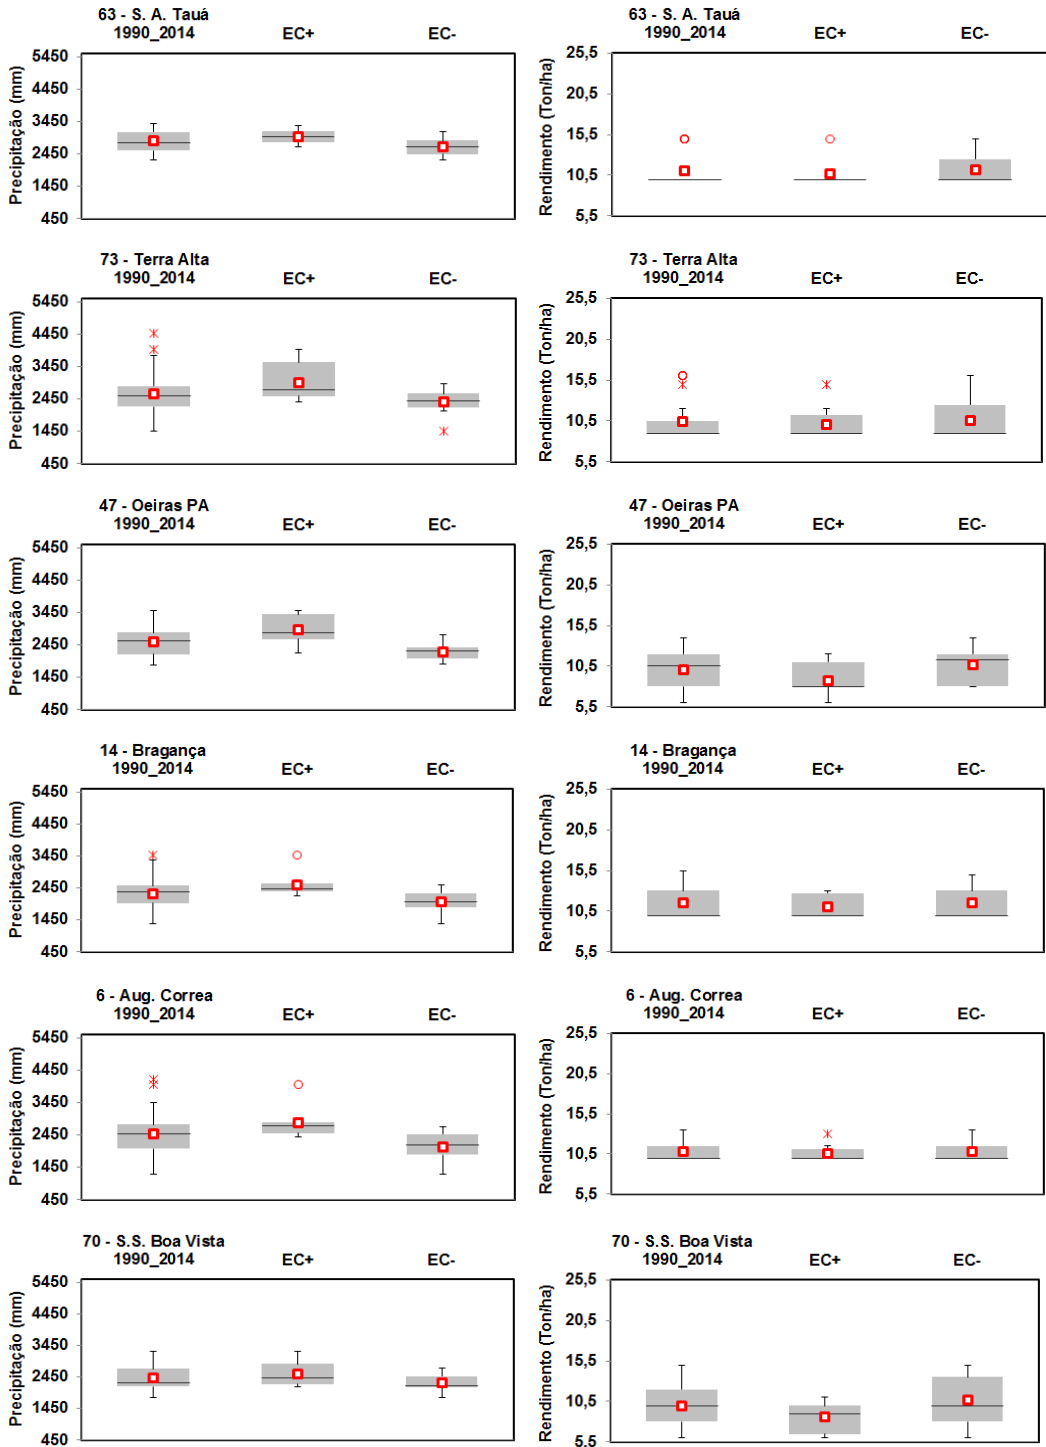 63 - S. A. Tauá
1990_2014 EC+ EC-
Precipitação (mm)
5450
4450
3450
2450
1450
450
63 - S. A. Tauá
1990_2014 EC+ EC-
Rendimento (Ton/ha)
25,5
20,5
15,5
10,5
5,5
73 - Terra Alta
1990_2014 EC+ EC-
Precipitação (mm)
5450
4450
3450
2450
1450
450
73 - Terra Alta
1990_2014 EC+ EC-
Rendimento (Ton/ha)
25,5
20,5
15,5
10,5
5,5
47 - Oeiras PA
1990_2014 EC+ EC-
Precipitação (mm)
5450
4450
3450
2450
1450
450
47 - Oeiras PA
1990_2014 EC+ EC-
Rendimento (Ton/ha)
25,5
20,5
15,5
10,5
5,5
14 - Bragança
1990_2014 EC+ EC-
Precipitação (mm)
5450
4450
3450
2450
1450
450
14 - Bragança
1990_2014 EC+ EC-
Rendimento (Ton/ha)
25,5
20,5
15,5
10,5
5,5
6 - Aug. Correa
1990_2014 EC+ EC-
Precipitação (mm)
5450
4450
3450
2450
1450
450
6 - Aug. Correa
1990_2014 EC+ EC-
Rendimento (Ton/ha)
25,5
20,5
15,5
10,5
5,5
70 - S.S. Boa Vista
1990_2014 EC+ EC-
Precipitação (mm)
5450
4450
3450
2450
1450
450
70 - S.S. Boa Vista
1990_2014 EC+ EC-
Rendimento (Ton/ha)
25,5
20,5
15,5
10,5
5,5